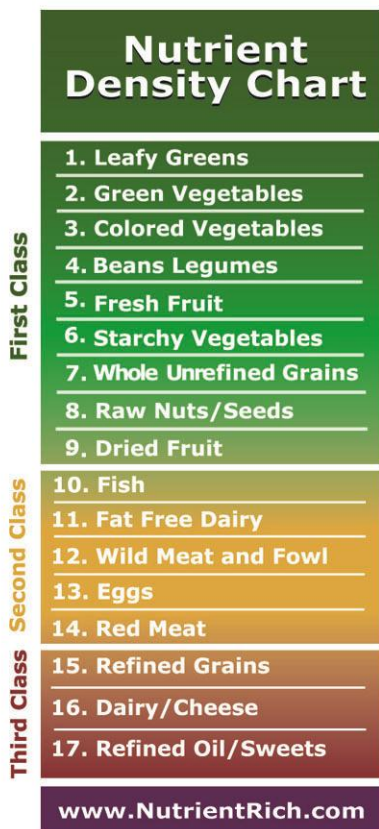 Nutrient
Density Chart
First Class
1. Leafy Greens
2. Green Vegetables
3. Colored Vegetables
4. Beans Legumes
5. Fresh Fruit
6. Starchy Vegetables
7. Whole Unrefined Grains
8. Raw Nuts/Seeds
9. Dried Fruit
Second Class
10. Fish
11. Fat Free Dairy
12. Wild Meat and Fowl
13. Eggs
14. Red Meat
Third Class
15. Refined Grains
16. Dairy/Cheese
17. Refined Oil/Sweets
www.NutrientRich.com